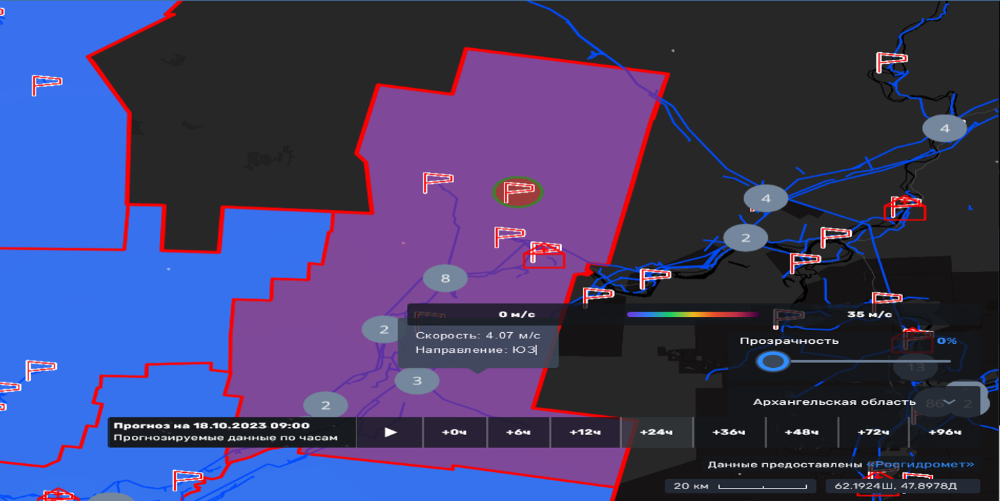 4
4
2
8
2
0 м/с
35 м/с
Скорость: 4.07 м/с
Направление: ЮЗ
Прозрачность
0%
13
3
Архангельская область
86
2
2
Прогноз на 18.10.2023 09:00
Прогнозируемые данные по часам
+0ч
+6ч
+12ч
+24ч
+36ч
+48ч
+72ч
+96ч
Данные предоставлены «Росгидромет»
20 км
62.1924Ш, 47.8978Д